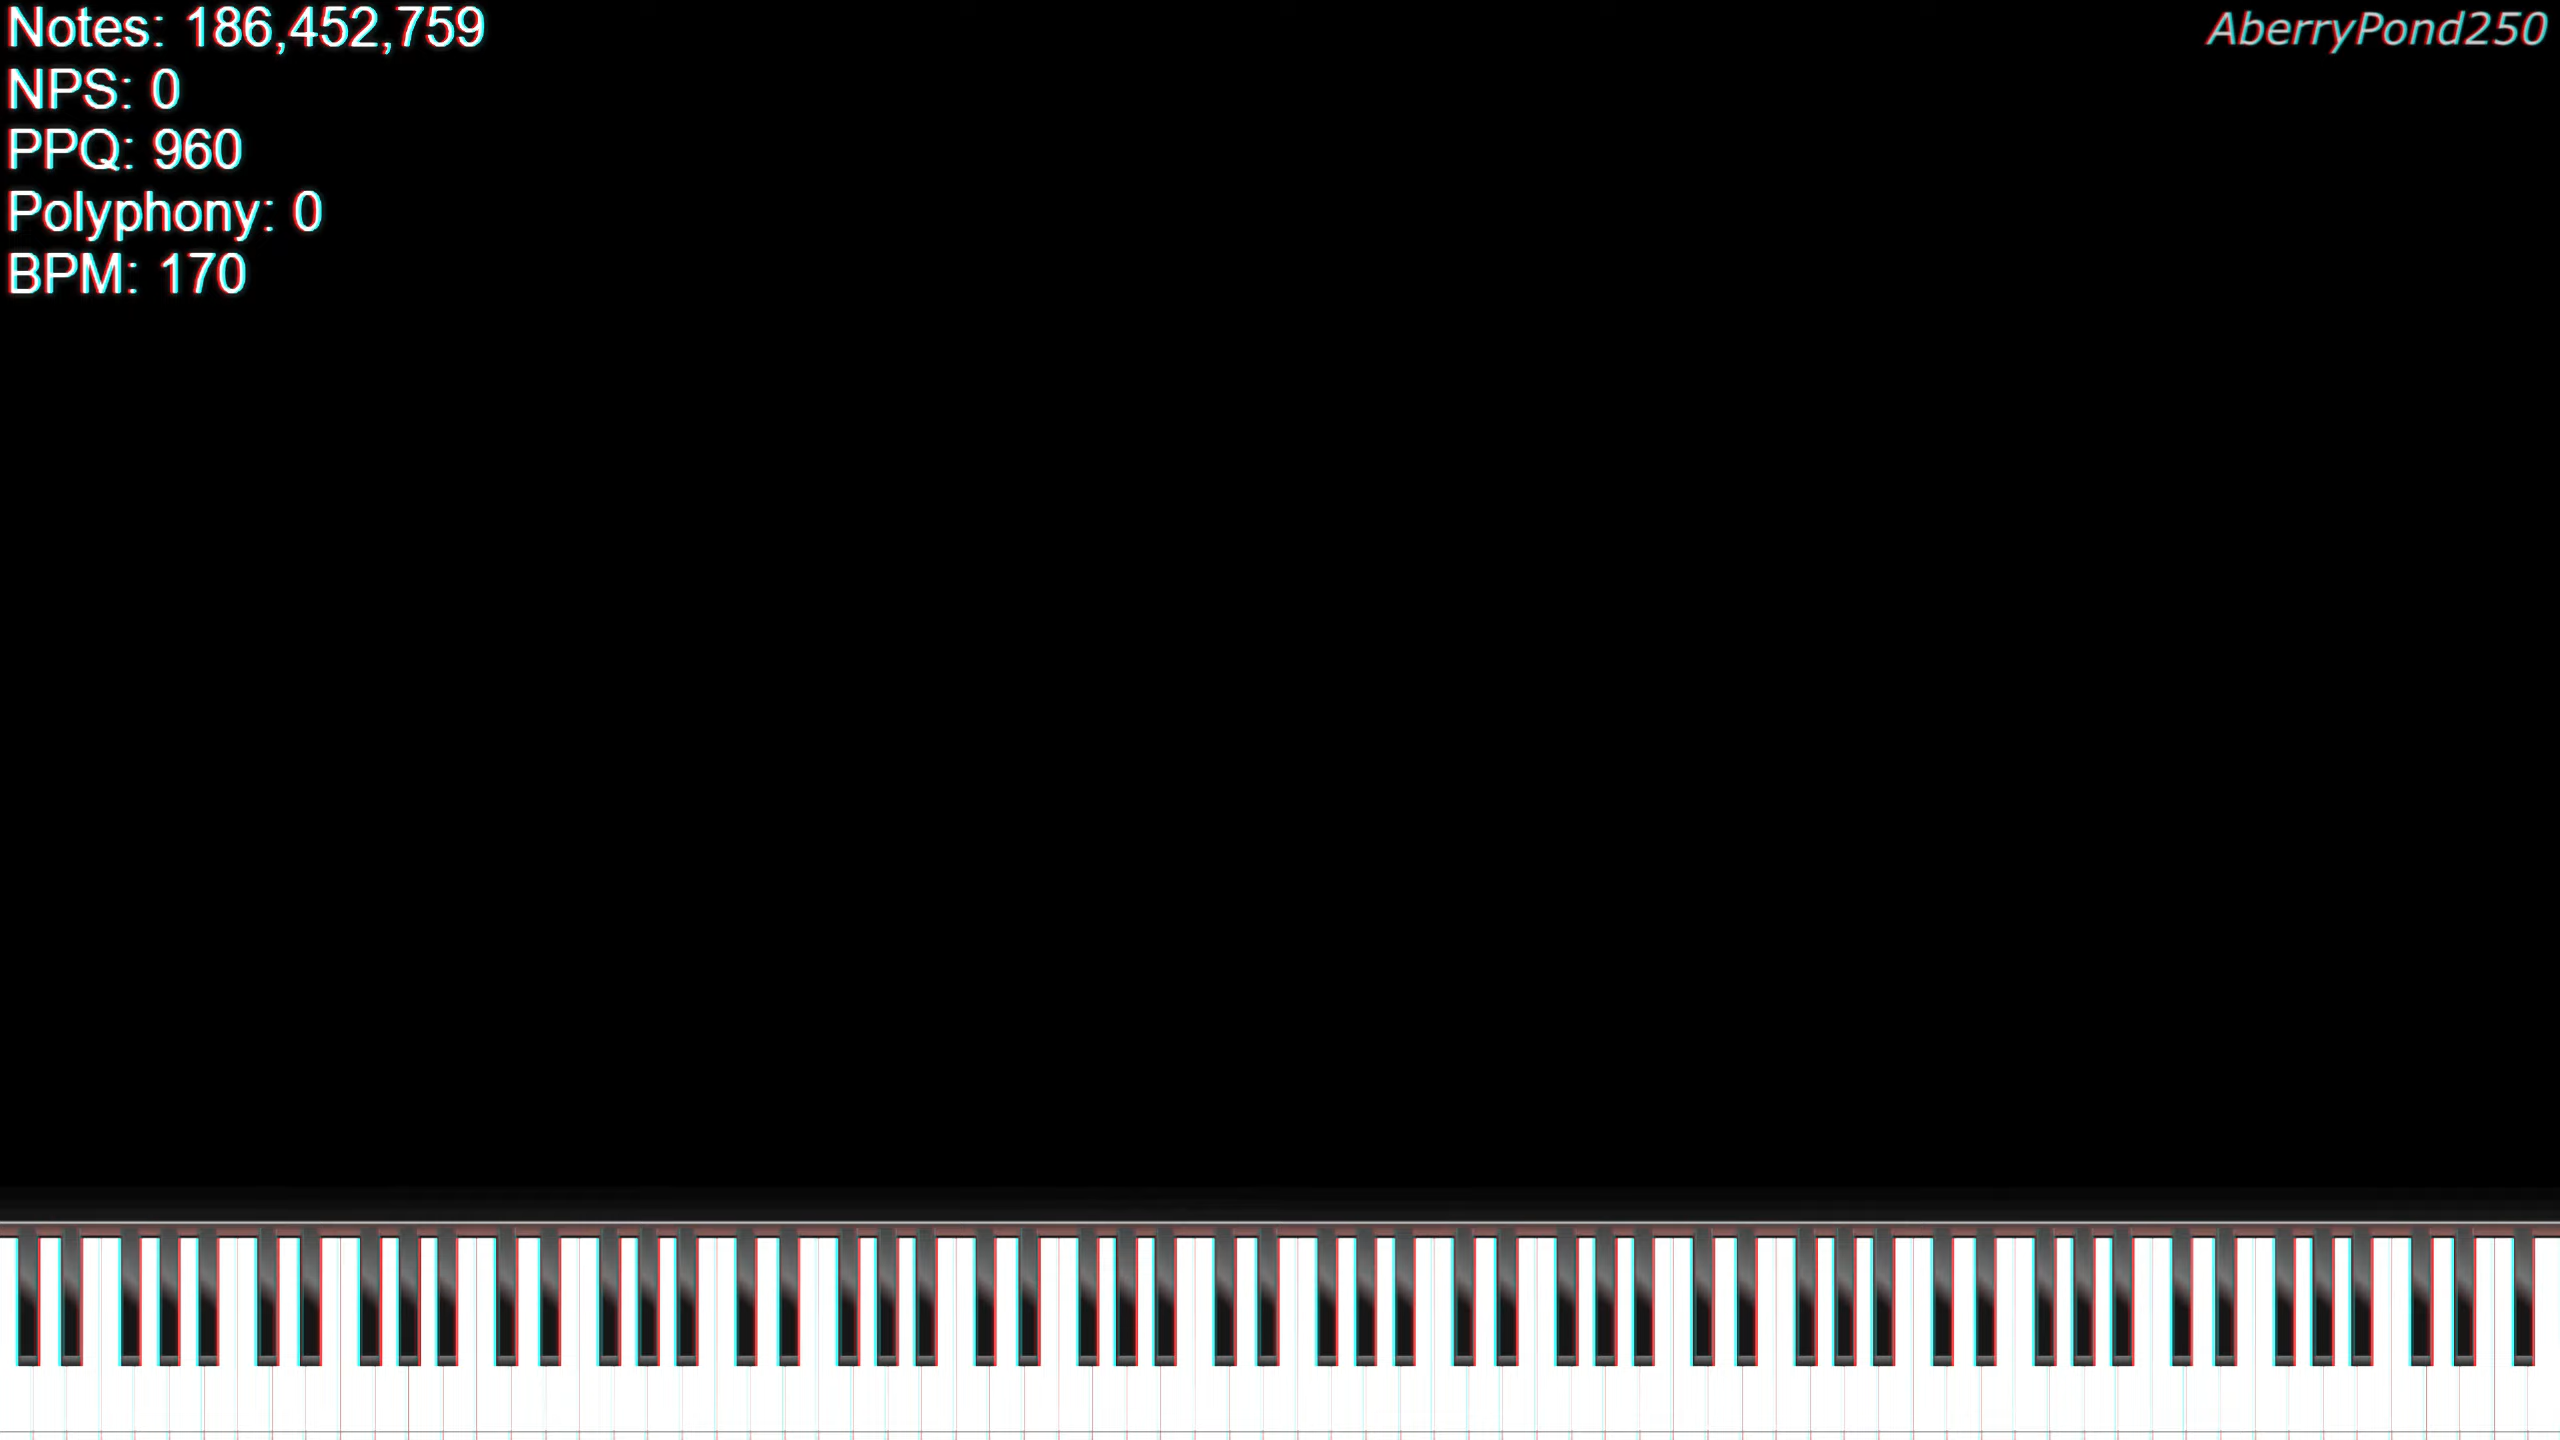 Notes: 186,452,759
AberryPond250
NPS: 0
PPQ: 960
Polyphony: 0
BPM: 170